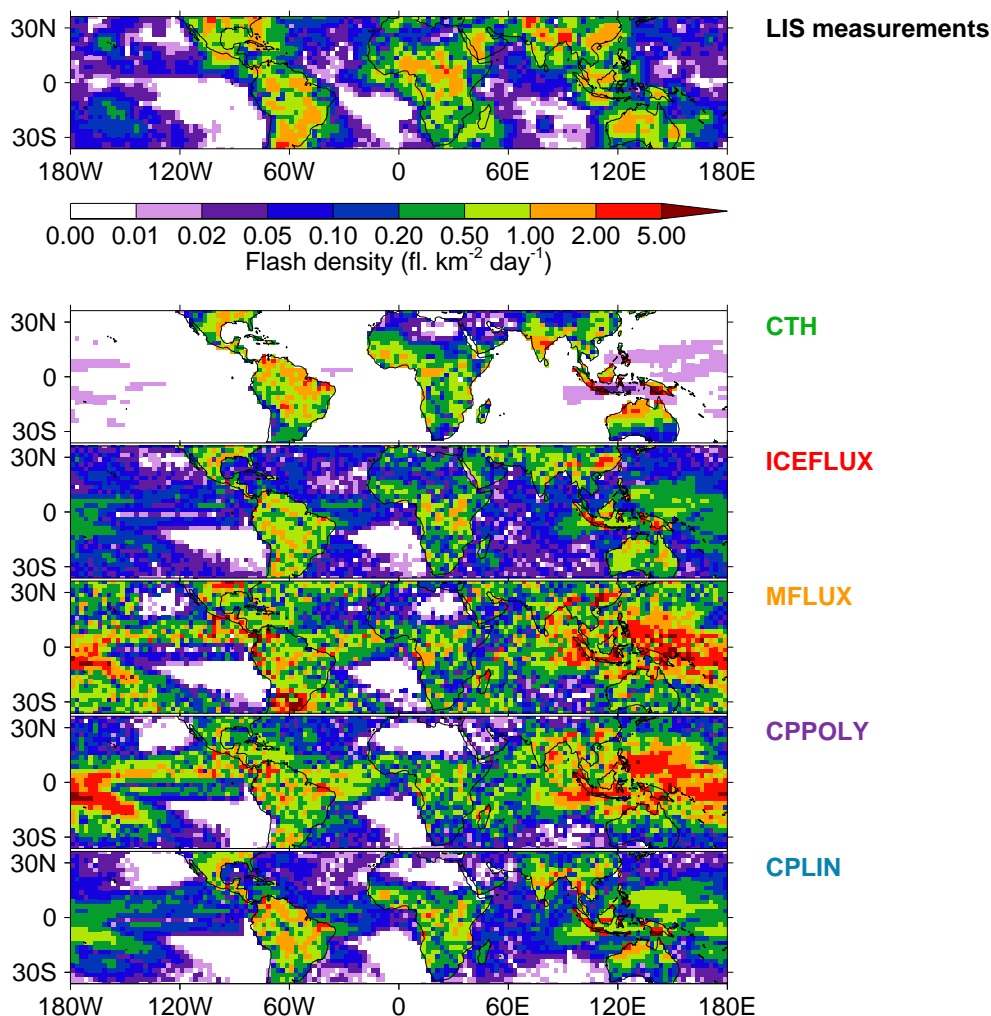 LIS measurements
30N
0
30S
180W 120W 60W 0 60E 120E 180E
0.00 0.01 0.02 0.05 0.10 0.20 0.50 1.00 2.00 5.00
Flash density (fl. km-2 day-1)
30N
0
30S
CTH
30N
0
30S
ICEFLUX
30N
0
30S
MFLUX
30N
0
30S
CPPOLY
30N
0
30S
CPLIN
180W 120W 60W 0 60E 120E 180E